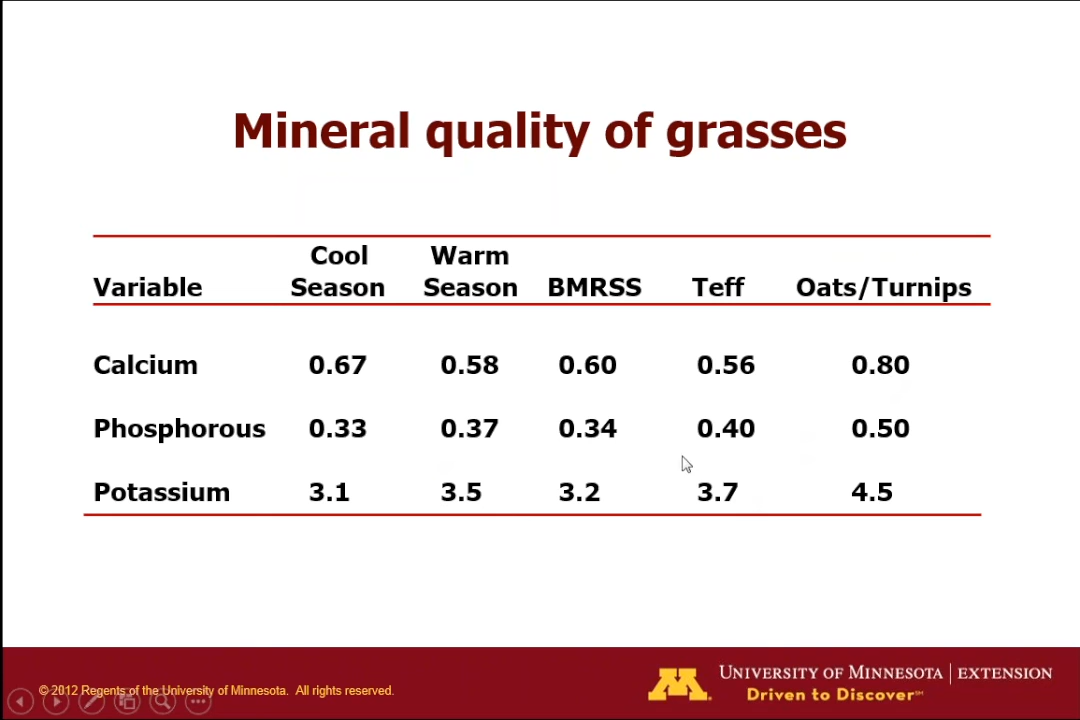 Mineral quality of grasses
Cool Warm
Variable Season Season BMRSS Teff Oats/Turnips
Calcium 0.67 0.58 0.60 0.56 0.80
Phosphorous 0.33 0.37 0.34 0.40 0.50
Potassium 3.1 3.5 3.2 3.7 4.5
© 2012 Regents of the University of Minnesota. All rights reserved.
UNIVERSITY OF MINNESOTA | EXTENSION
Driven to Discover℠